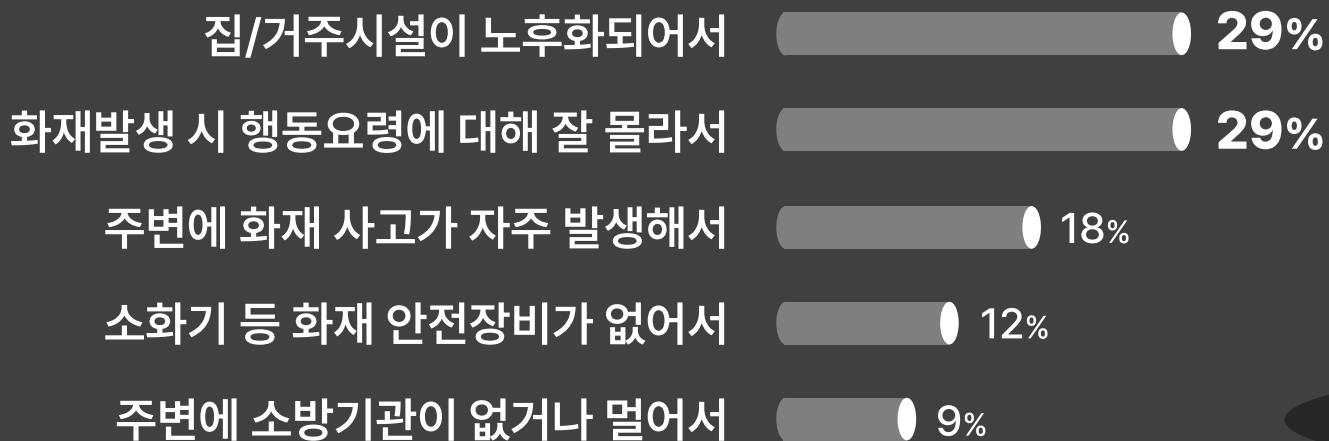 집/거주시설이 노후화되어서 29%
화재발생 시 행동요령에 대해 잘 몰라서 29%
주변에 화재 사고가 자주 발생해서 18%
소화기 등 화재 안전장비가 없어서 12%
주변에 소방기관이 없거나 멀어서 9%